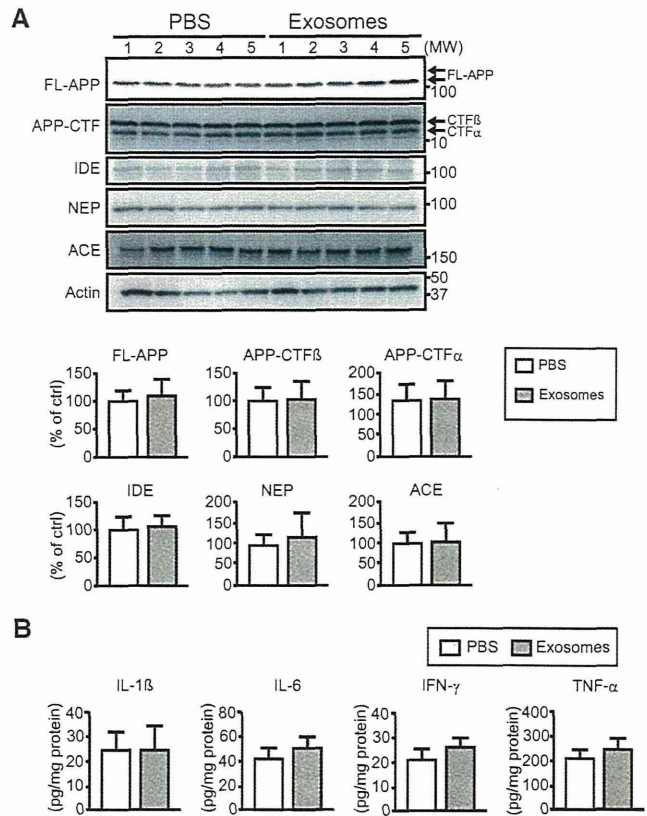 A
PBS Exosomes
1 2 3 4 5 1 2 3 4 5 (MW)
FL-APP
FL-APP
100
APP-CTF
CTFß
CTFα
10
IDE
100
NEP
100
ACE
150
Actin
50
37
FL-APP APP-CTFß APP-CTFα
(% of ctrl)
150
100
50
0
150
100
50
0
200
150
100
50
0
PBS
Exosomes
IDE NEP ACE
(% of ctrl)
150
100
50
0
200
150
100
50
0
200
150
100
50
0
B
PBS Exosomes
IL-1ß IL-6 IFN-γ TNF-α
(pg/mg protein)
40
30
20
10
0
(pg/mg protein)
80
60
40
20
0
(pg/mg protein)
40
30
20
10
0
(pg/mg protein)
400
300
200
100
0